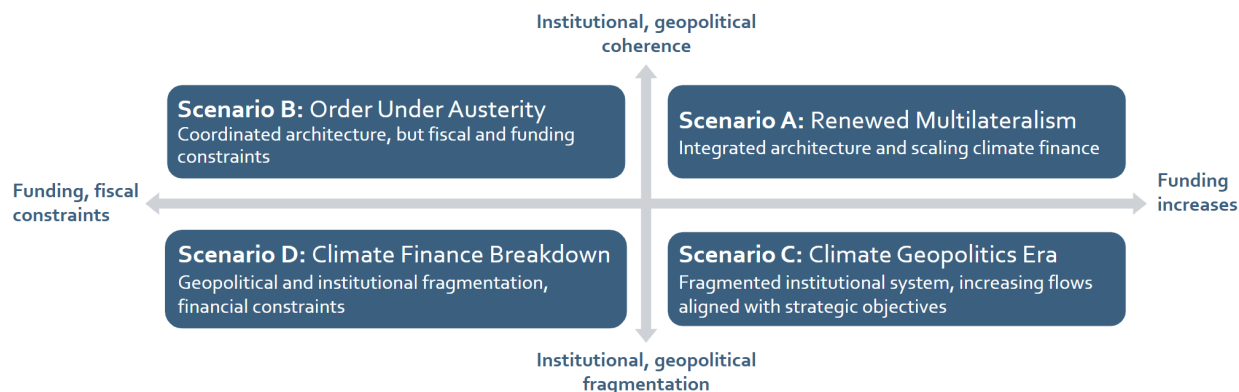 Institutional, geopolitical
coherence
Scenario B: Order Under Austerity
Coordinated architecture, but fiscal and funding
constraints
Scenario A: Renewed Multilateralism
Integrated architecture and scaling climate finance
Funding, fiscal
constraints
Funding
increases
Scenario D: Climate Finance Breakdown
Geopolitical and institutional fragmentation,
financial constraints
Scenario C: Climate Geopolitics Era
Fragmented institutional system, increasing flows
aligned with strategic objectives
Institutional, geopolitical
fragmentation